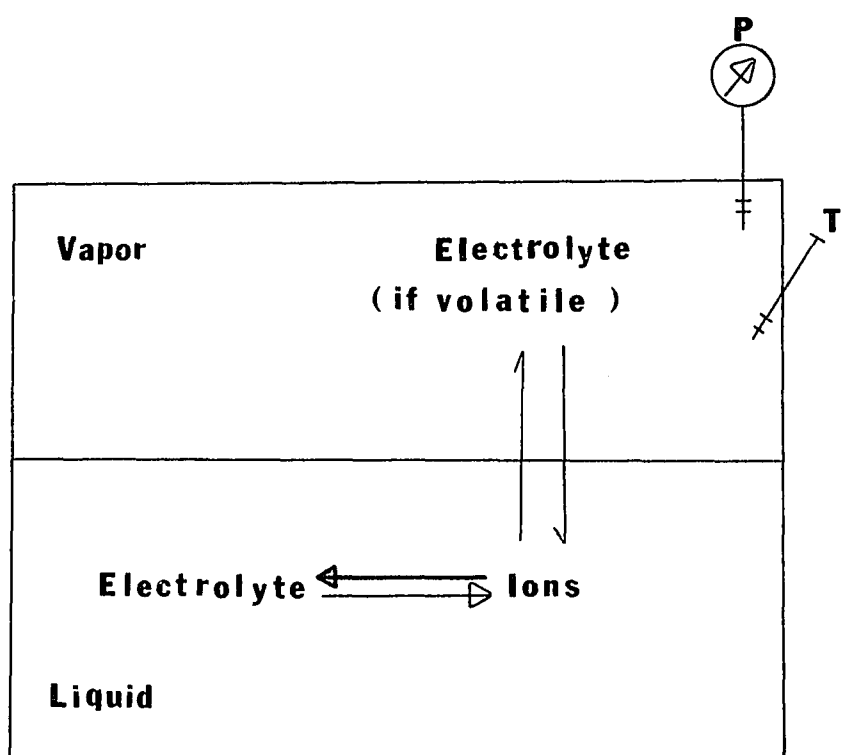 P
T
Vapor
Electrolyte
( if volatile )
Electrolyte
Ions
Liquid